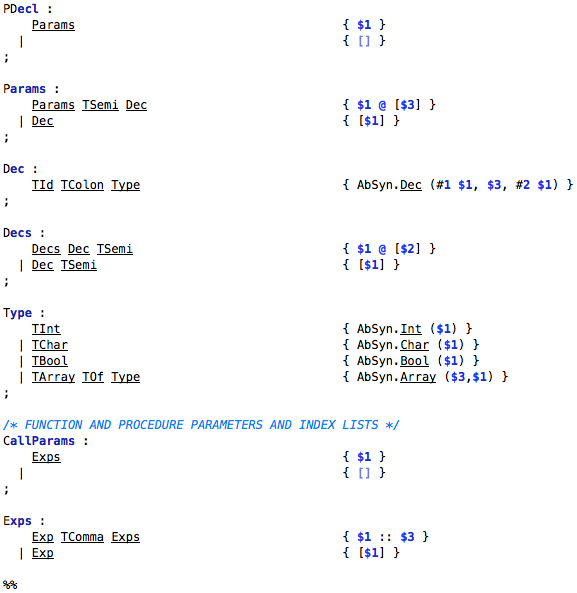 PDecl :
    Params                                     { $1 }
  |                                            { [] }
;

Params :
    Params TSemi Dec                           { $1 @ [$3] }
  | Dec                                        { [$1] }
;

Dec :
    TId TColon Type                            { AbSyn.Dec (#1 $1, $3, #2 $1) }
;

Decs :
    Decs Dec TSemi                             { $1 @ [$2] }
  | Dec TSemi                                  { [$1] }
;

Type :
    TInt                                       { AbSyn.Int ($1) }
  | TChar                                      { AbSyn.Char ($1) }
  | TBool                                      { AbSyn.Bool ($1) }
  | TArray TOf Type                            { AbSyn.Array ($3,$1) }
;

/* FUNCTION AND PROCEDURE PARAMETERS AND INDEX LISTS */
CallParams :
    Exps                                       { $1 }
  |                                            { [] }
;

Exps :
    Exp TComma Exps                            { $1 :: $3 }
  | Exp                                        { [$1] }
;

%%